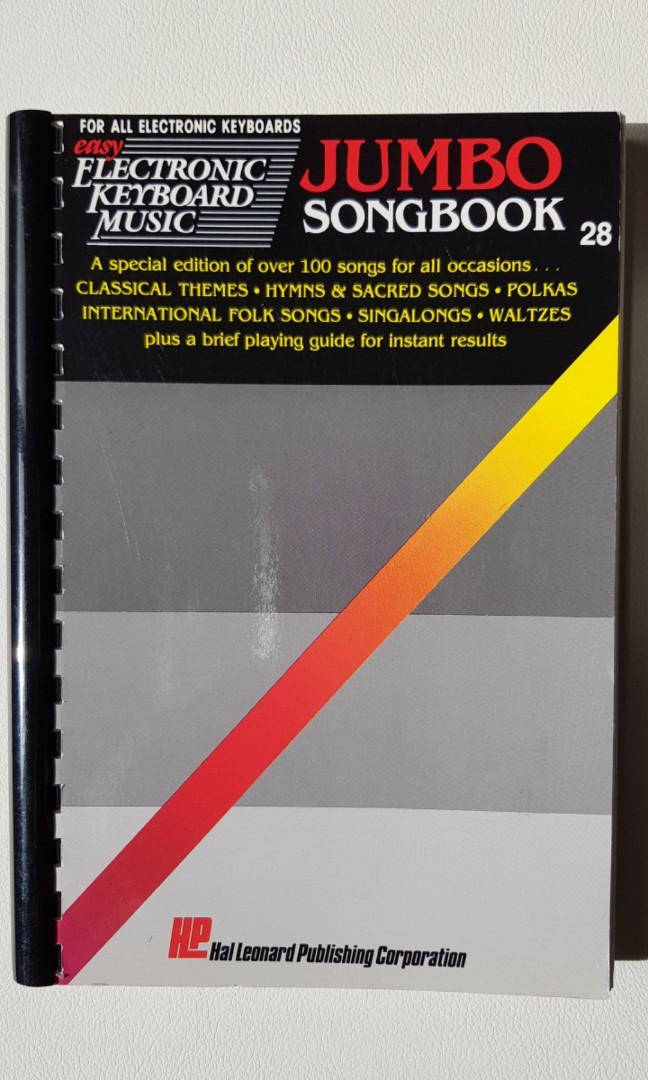 FOR ALL ELECTRONIC KEYBOARDS
easy
ELECTRONIC
KEYBOARD
MUSIC
JUMBO
SONGBOOK
28
A special edition of over 100 songs for all occasions . . .
CLASSICAL THEMES • HYMNS & SACRED SONGS • POLKAS
INTERNATIONAL FOLK SONGS • SINGALONGS • WALTZES
plus a brief playing guide for instant results
HLP Hal Leonard Publishing Corporation